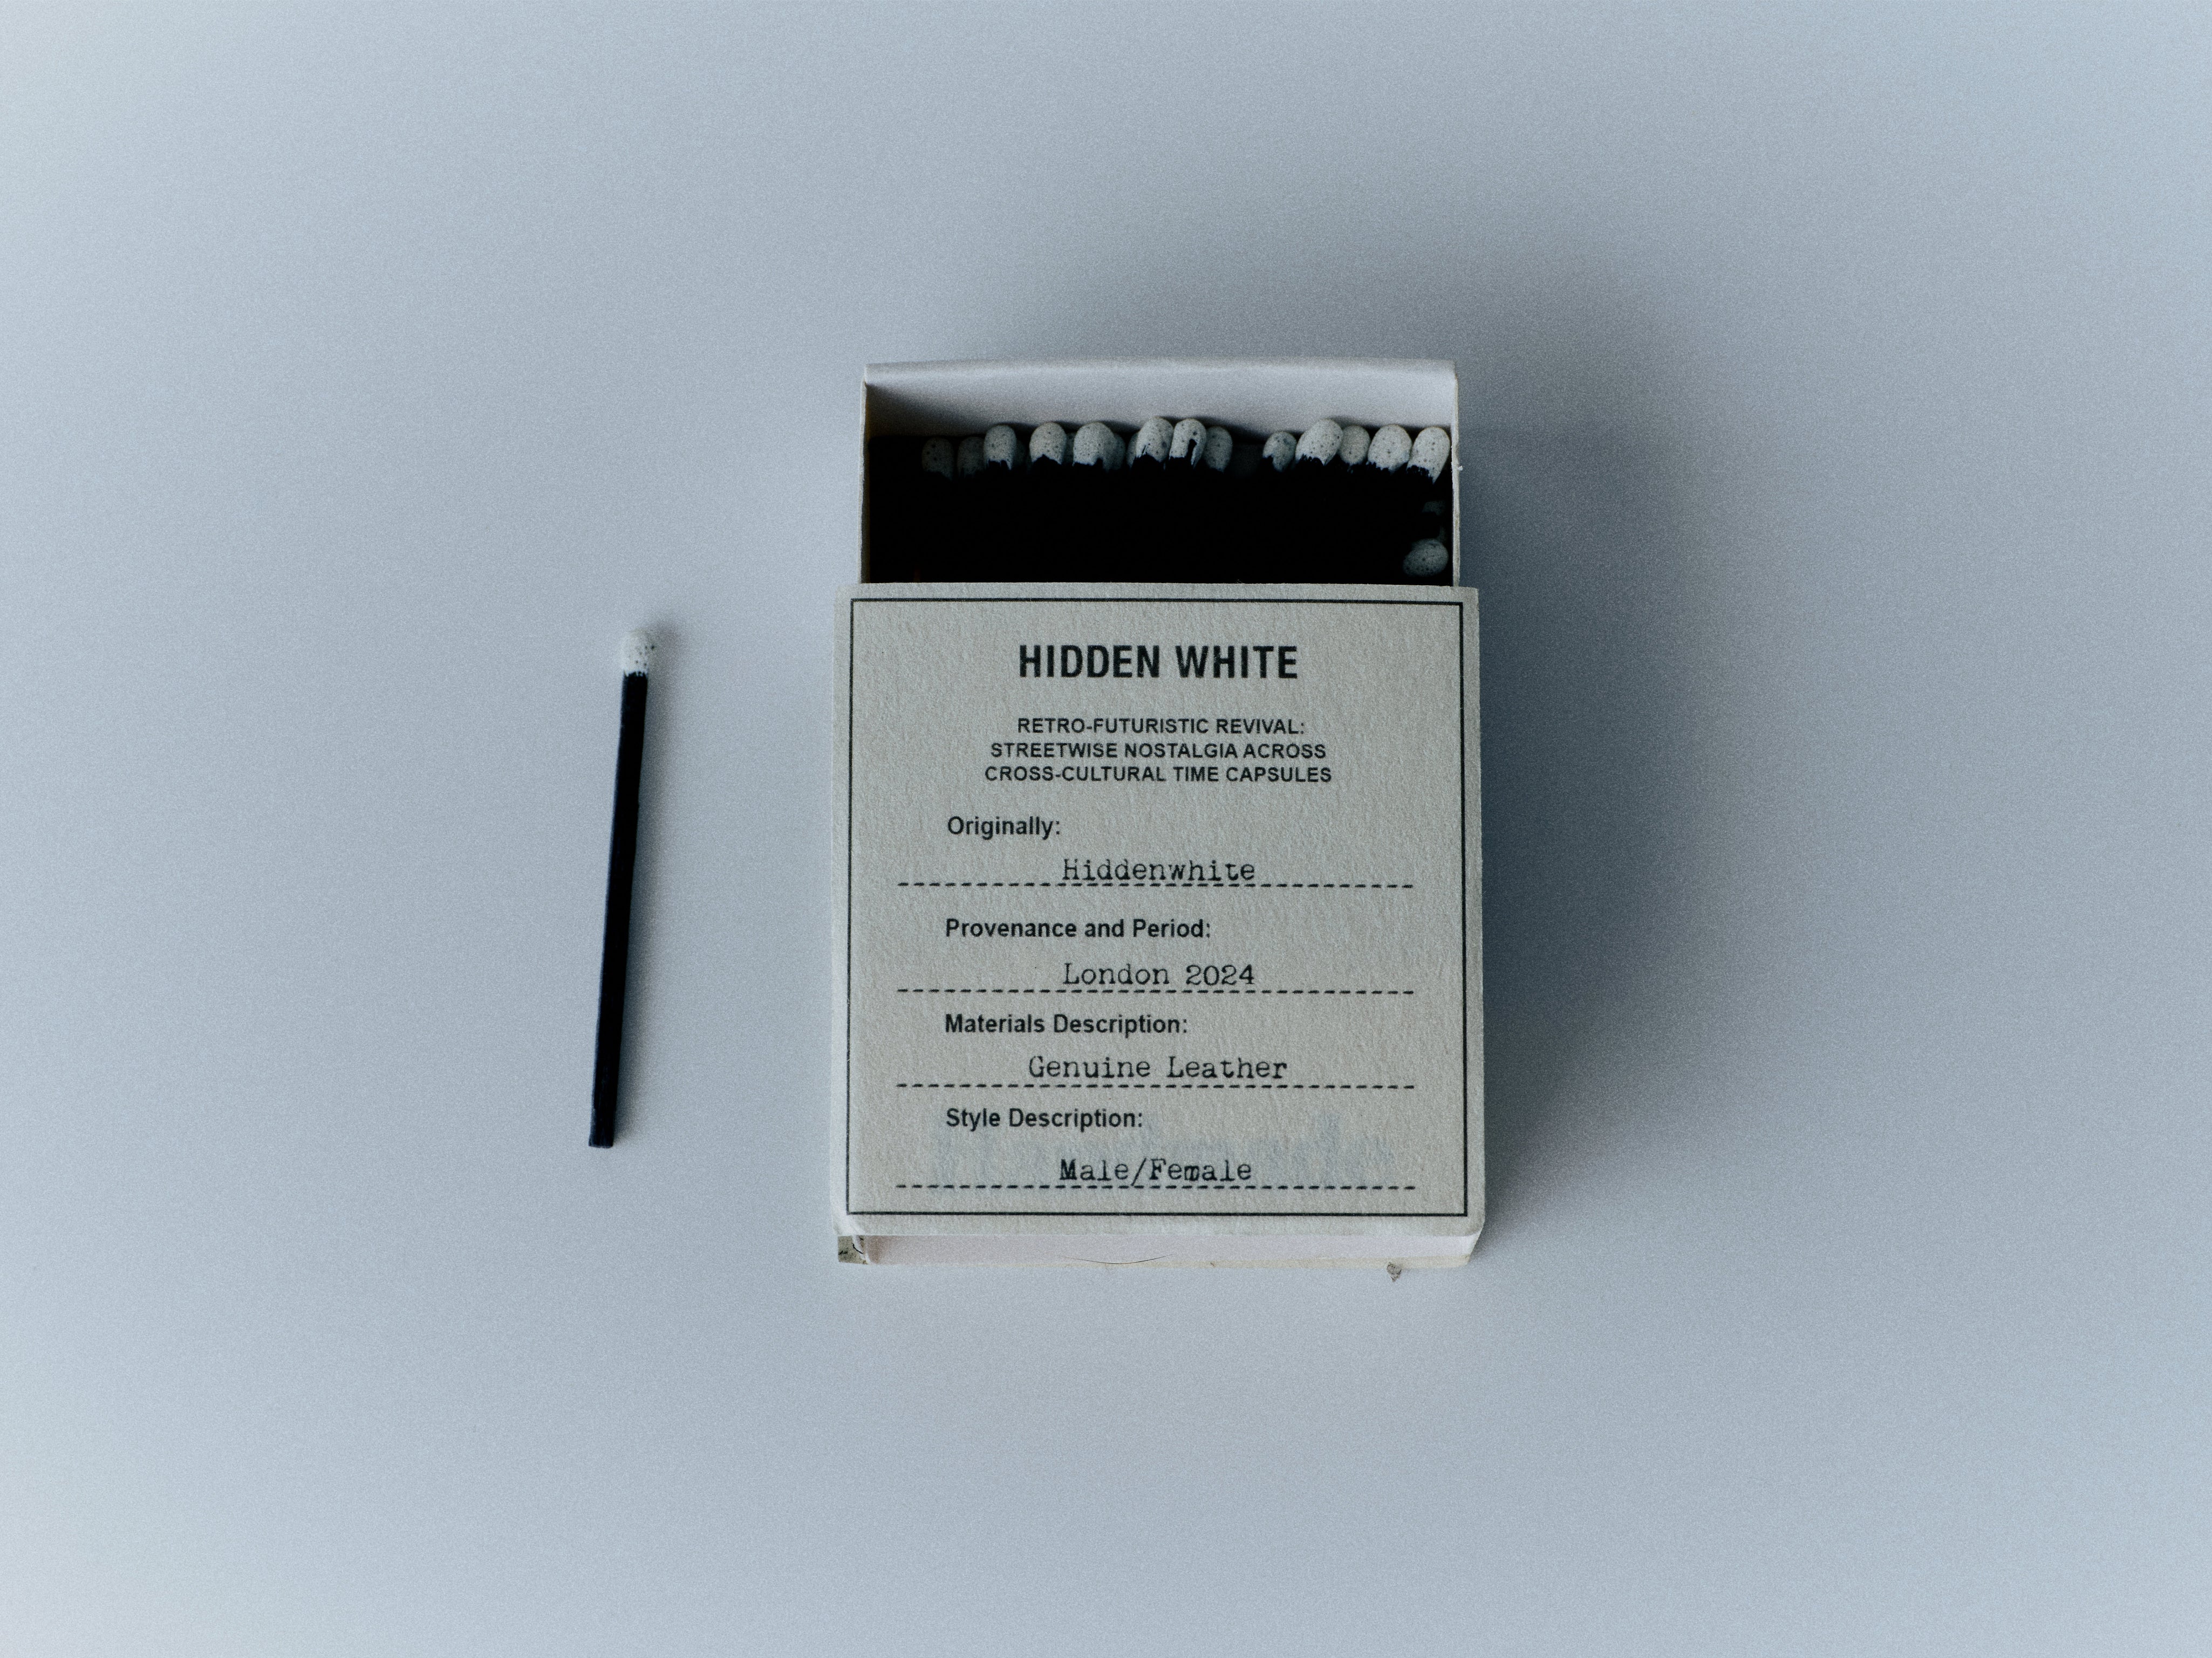 HIDDEN WHITE
RETRO-FUTURISTIC REVIVAL:
STREETWISE NOSTALGIA ACROSS
CROSS-CULTURAL TIME CAPSULES
Originally:
Hiddenwhite
Provenance and Period:
London 2024
Materials Description:
Genuine Leather
Style Description:
Male/Female